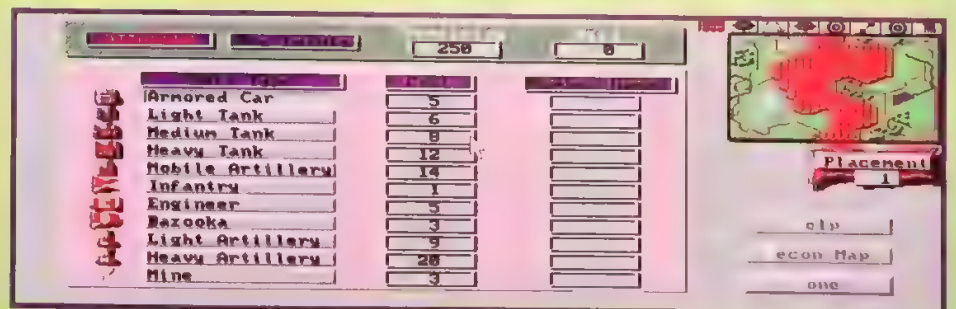 250
0
Armored Car 5
Light Tank 6
Medium Tank 8
Heavy Tank 12
Mobile Artillery 14
Infantry 1
Engineer 5
Bazooka 3
Light Artillery 9
Heavy Artillery 20
Mine 3
Placement
1
elp
econ Map
one